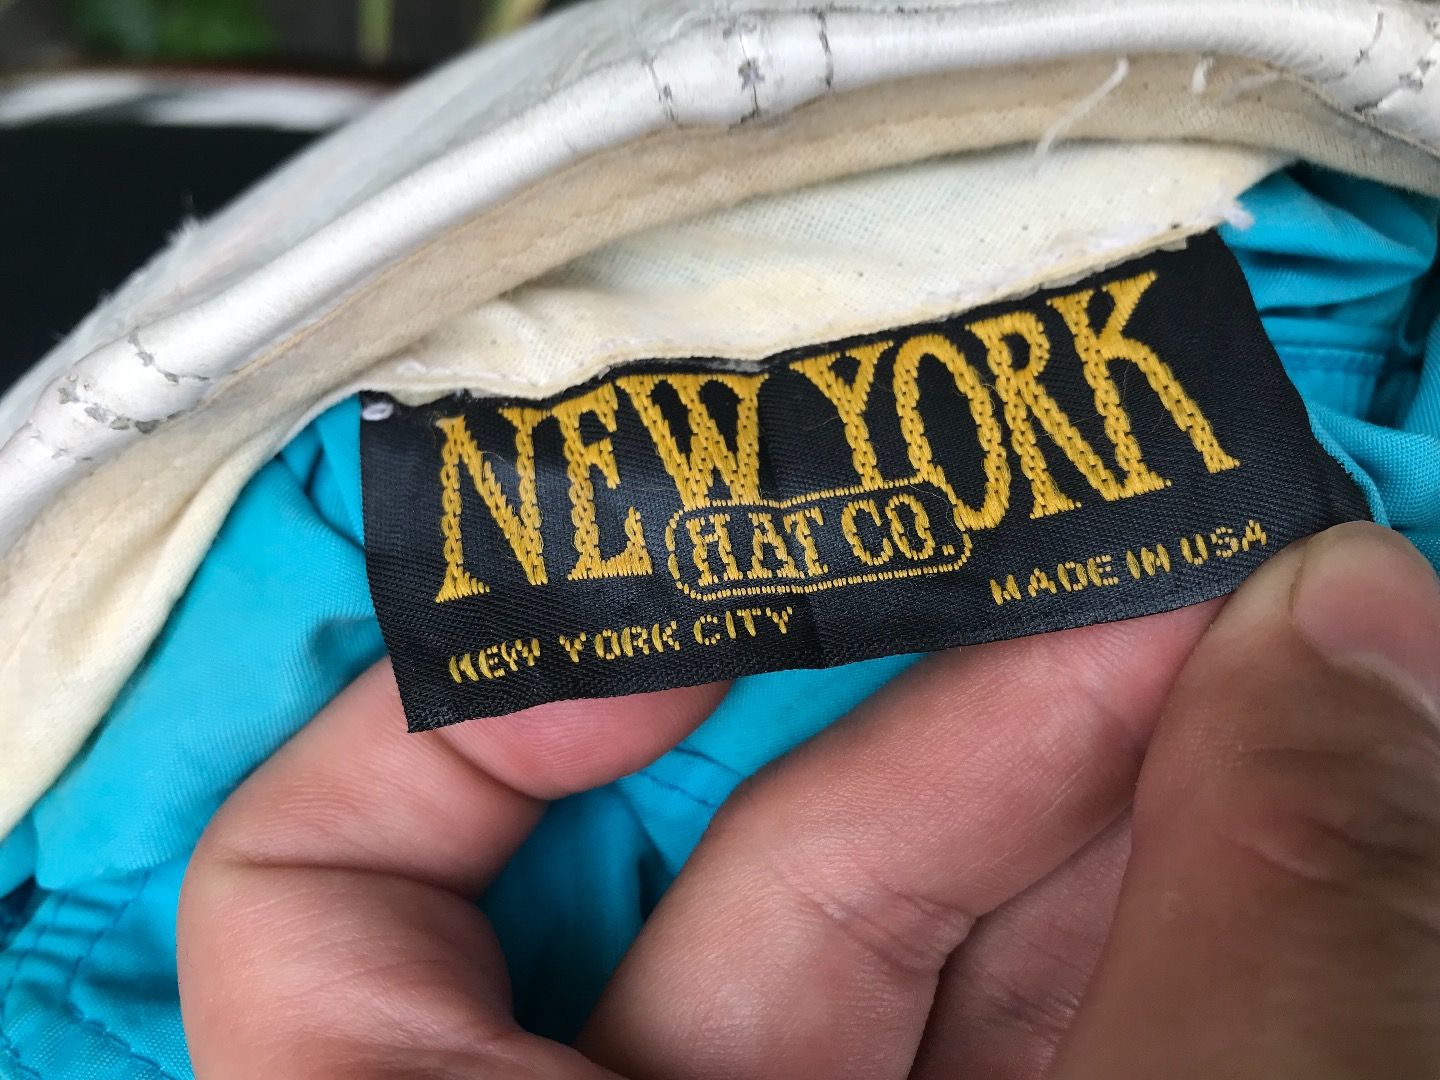 NEW YORK
HAT CO.
NEW YORK CITY
MADE IN USA